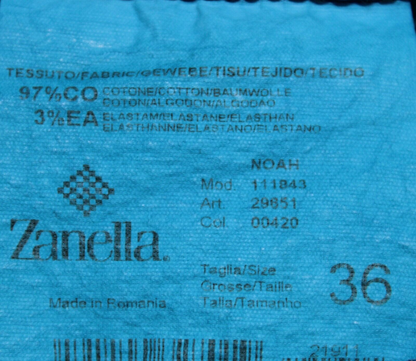 TESSUTO/FABRIC/GEWEBE/TISU/TEJIDO/TECIDO
97%CO COTONE/COTTON/BAUMWOLLE
COTON/ALGODON/ALGODAO
3%EA ELASTAM/ELASTANE/ELASTHAN
ELASTHANNE/ELASTANO/ELASTANO
NOAH
Mod. 111843
Art. 29651
Col. 00420
Zanella®
Taglia/Size
Grosse/Taille
Talla/Tamanho
36
Made in Romania